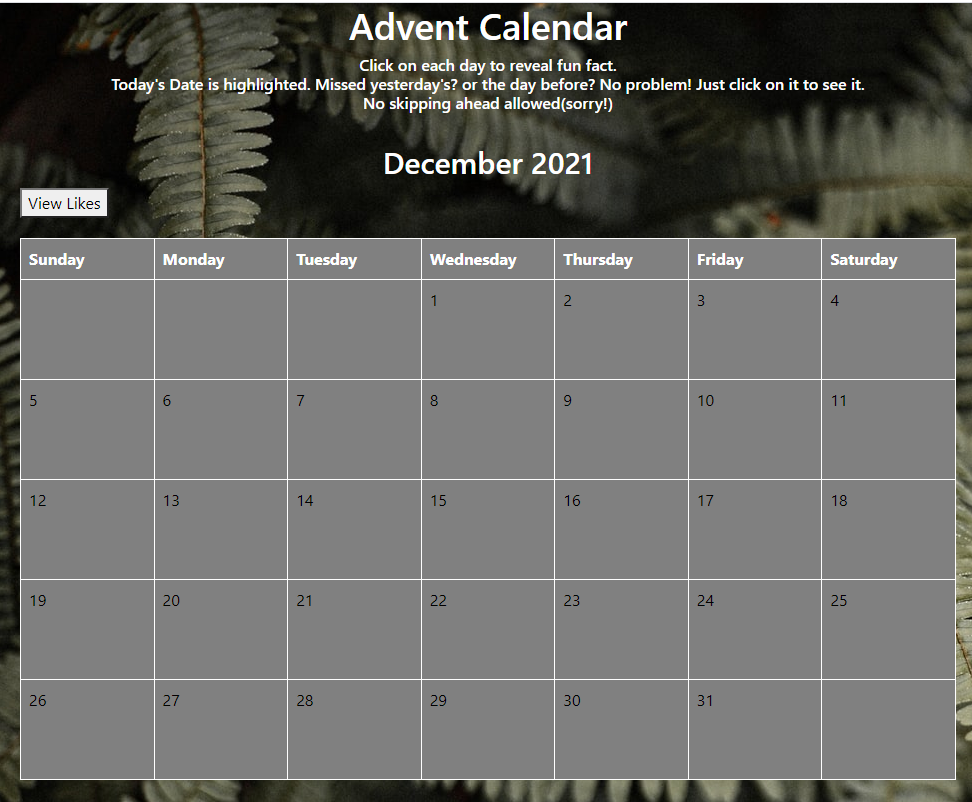 Advent Calendar
Click on each day to reveal fun fact.
Today's Date is highlighted. Missed yesterday's? or the day before? No problem! Just click on it to see it.
No skipping ahead allowed(sorry!)
December 2021
View Likes
Sunday Monday Tuesday Wednesday Thursday Friday Saturday
1 2 3 4
5 6 7 8 9 10 11
12 13 14 15 16 17 18
19 20 21 22 23 24 25
26 27 28 29 30 31